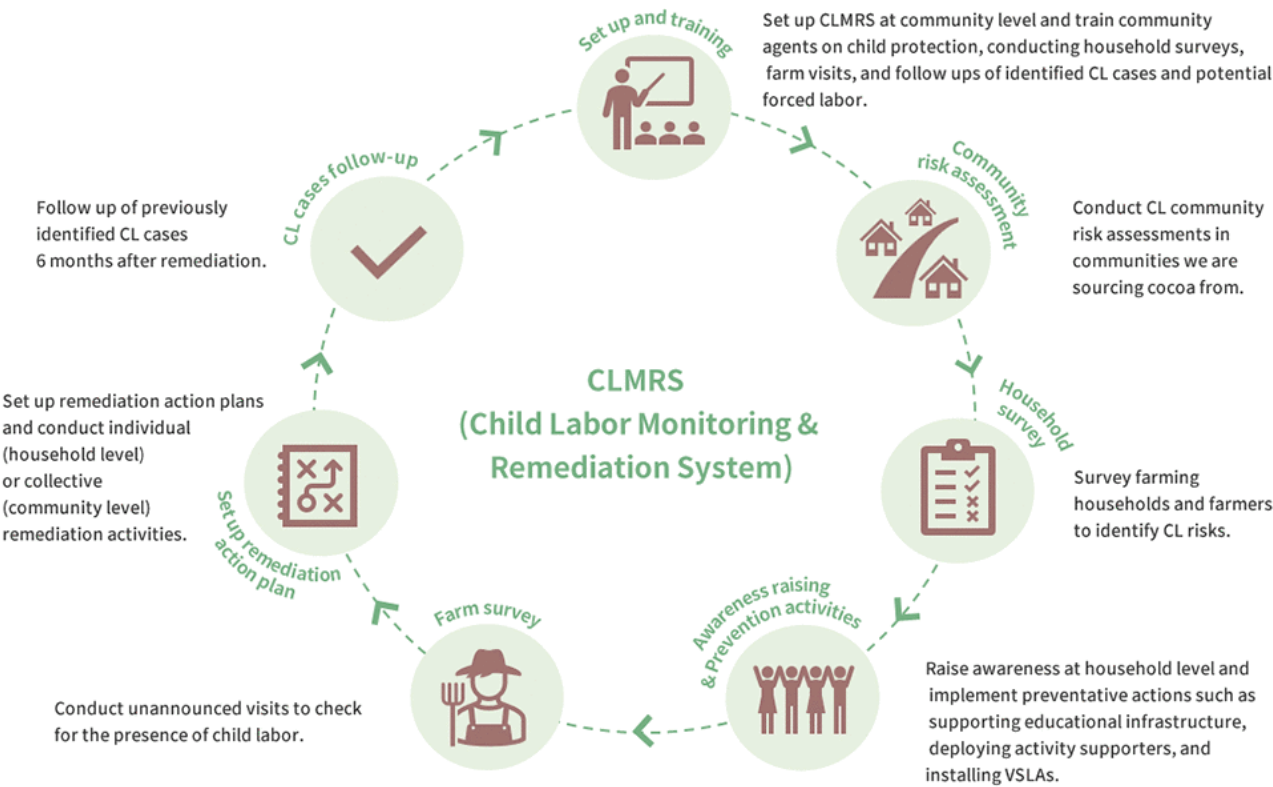 Set up and training
Set up CLMRS at community level and train community
agents on child protection, conducting household surveys,
farm visits, and follow ups of identified CL cases and potential
forced labor.
Community
risk assessment
Conduct CL community
risk assessments in
communities we are
sourcing cocoa from.
Household
survey
Survey farming
households and farmers
to identify CL risks.
Awareness raising
& Prevention activities
Raise awareness at household level and
implement preventative actions such as
supporting educational infrastructure,
deploying activity supporters, and
installing VSLAs.
Farm survey
Conduct unannounced visits to check
for the presence of child labor.
Set up remediation
action plan
Set up remediation action plans
and conduct individual
(household level)
or collective
(community level)
remediation activities.
CL cases follow-up
Follow up of previously
identified CL cases
6 months after remediation.
CLMRS
(Child Labor Monitoring &
Remediation System)